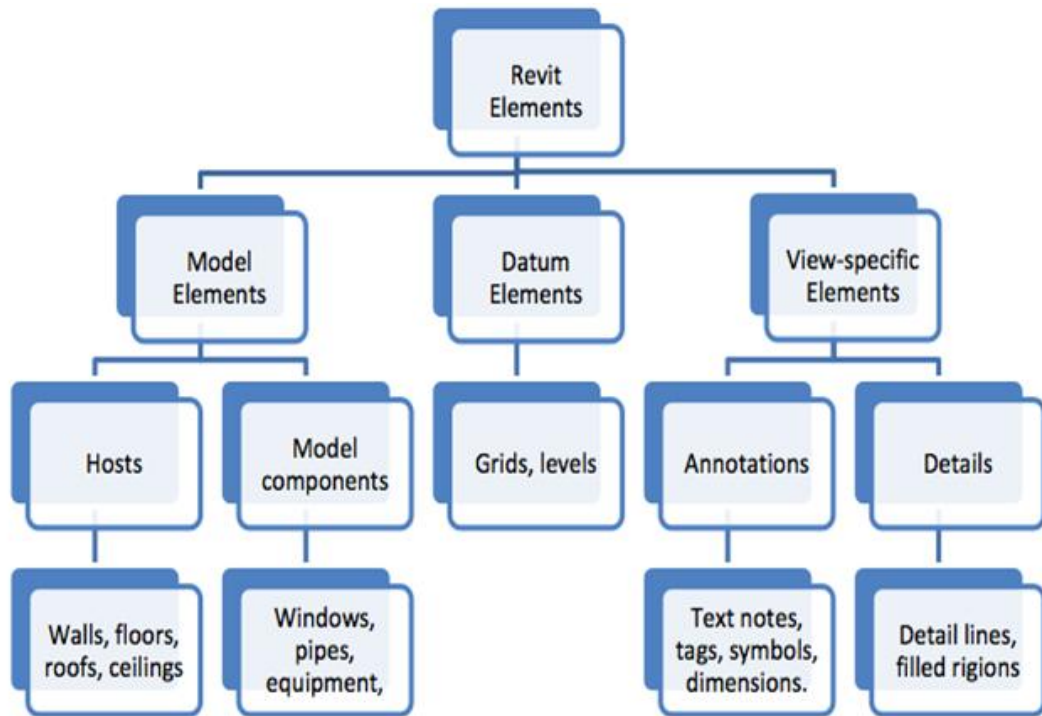 Revit
Elements
Model
Elements
Datum
Elements
View-specific
Elements
Hosts
Model
components
Grids, levels
Annotations
Details
Walls, floors,
roofs, ceilings
Windows,
pipes,
equipment,
Text notes,
tags, symbols,
dimensions.
Detail lines,
filled rigions